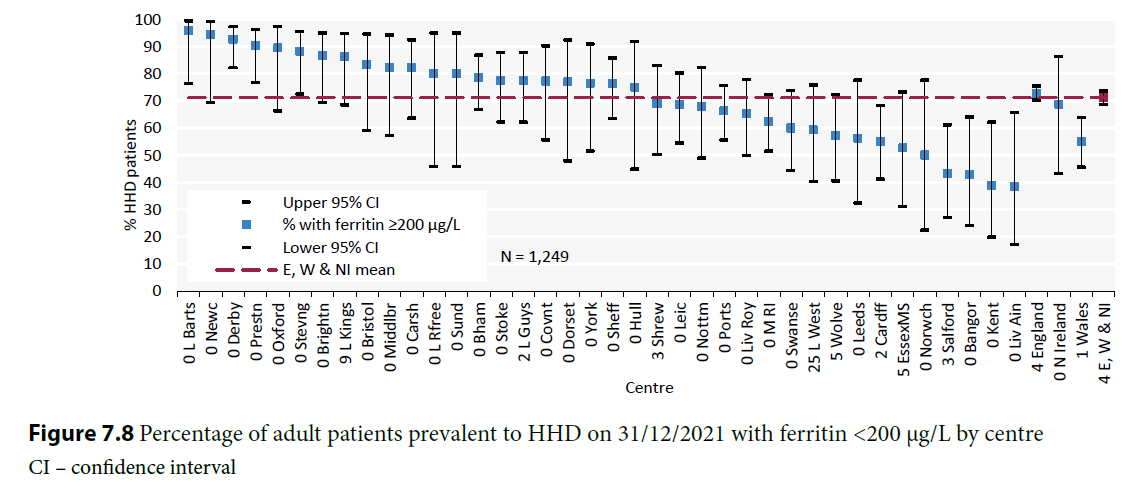 100
90
80
70
60
50
40
30
20
10
0
% HHD patients
Upper 95% CI
% with ferritin ≥200 μg/L
Lower 95% CI
E, W & NI mean
N = 1,249
0 L Barts
0 Newc
0 Derby
0 Prestn
0 Oxford
0 Stevng
0 Brightn
9 L Kings
0 Bristol
0 Middlbr
0 Carsh
0 L Rfree
0 Sund
0 Bham
0 Stoke
2 L Guys
0 Covnt
0 Dorset
0 York
0 Sheff
0 Hull
3 Shrew
0 Leic
0 Nottm
0 Ports
0 Liv Roy
0 M RI
0 Swanse
25 L West
5 Wolve
0 Leeds
2 Cardff
5 EssexMS
0 Norwch
3 Salford
0 Bangor
0 Kent
0 Liv Ain
4 England
0 N Ireland
1 Wales
4 E, W & NI
Centre
Figure 7.8 Percentage of adult patients prevalent to HHD on 31/12/2021 with ferritin <200 μg/L by centre
CI – confidence interval